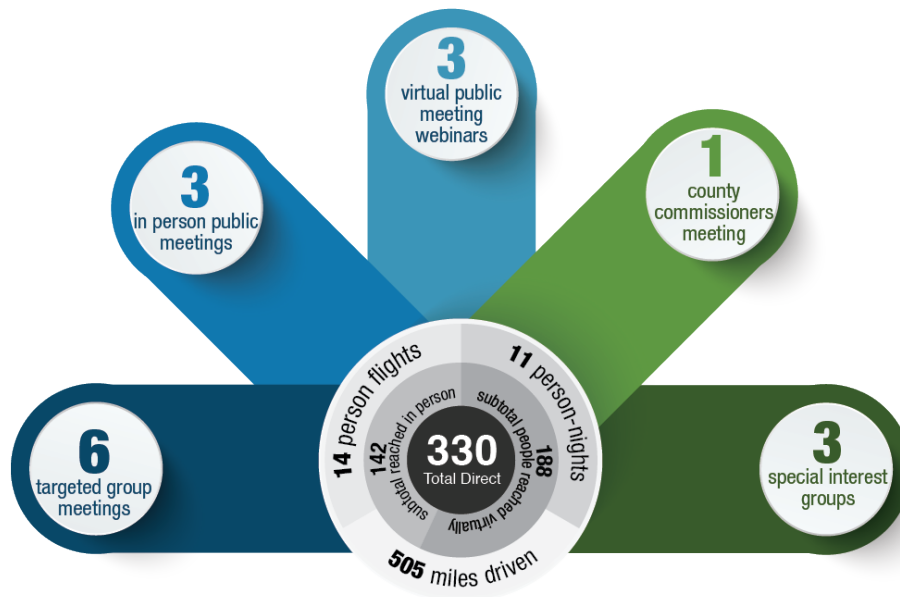 3
virtual public
meeting
webinars
3
in person public
meetings
1
county
commissioners
meeting
6
targeted group
meetings
3
special interest
groups
14 person flights
11 person-nights
505 miles driven
142
subtotal reached in person
188
subtotal people reached virtually
330
Total Direct